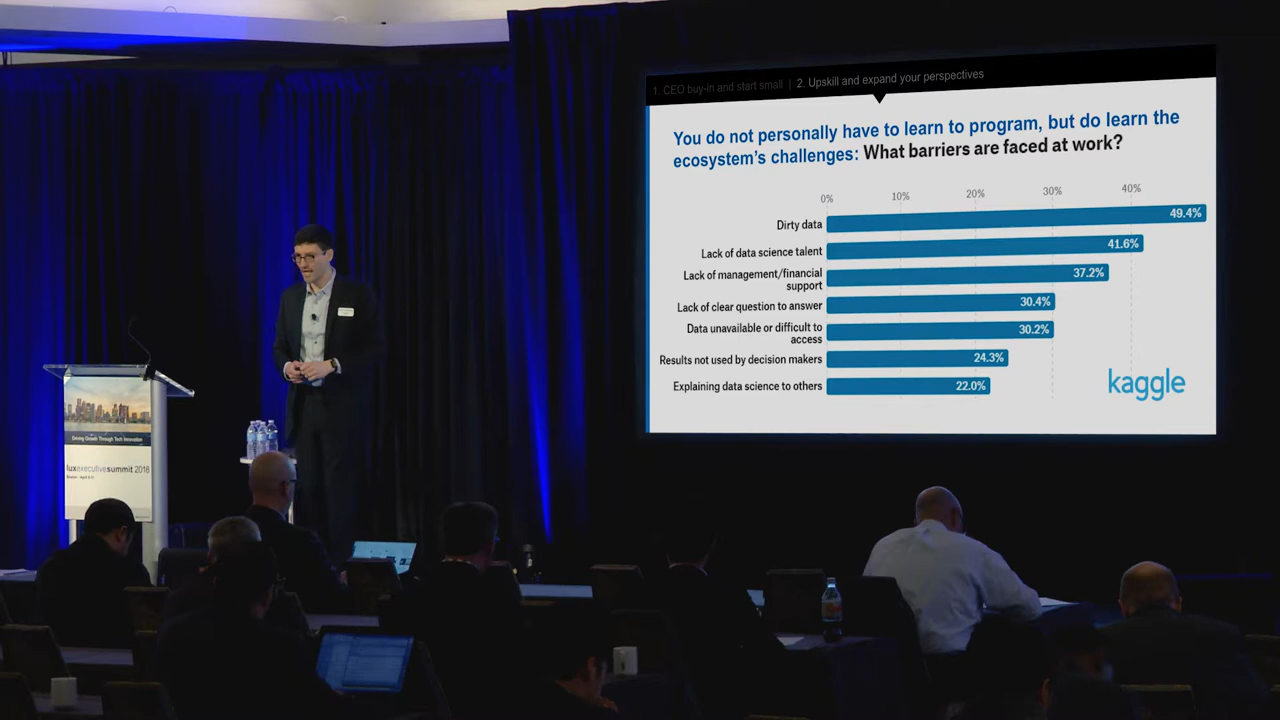 1. CEO buy-in and start small | 2. Upskill and expand your perspectives
You do not personally have to learn to program, but do learn the
ecosystem's challenges: What barriers are faced at work?
0% 10% 20% 30% 40%
Dirty data 49.4%
Lack of data science talent 41.6%
Lack of management/financial
support 37.2%
Lack of clear question to answer 30.4%
Data unavailable or difficult to
access 30.2%
Results not used by decision makers 24.3%
Explaining data science to others 22.0%
kaggle
Driving Growth Through Tech Innovation
luxexecutivesummit 2018